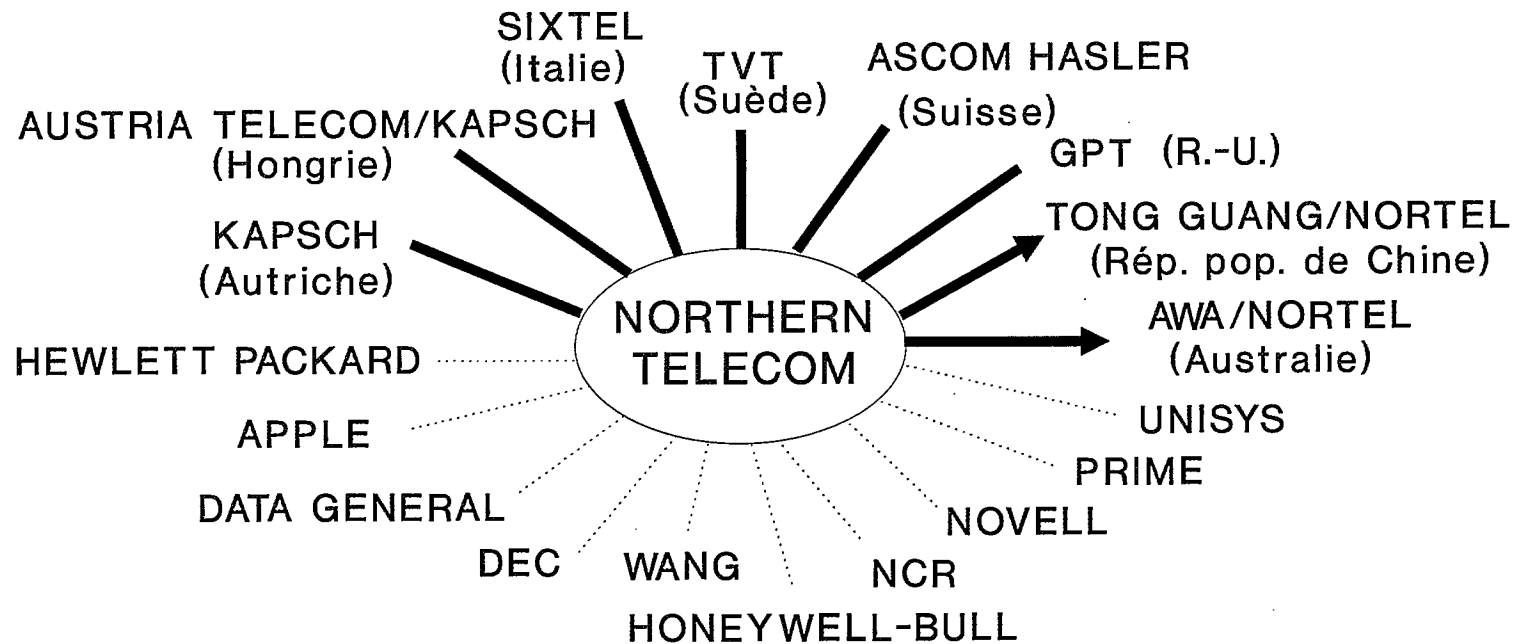 SIXTEL
(Italie)
TVT
(Suède)
ASCOM HASLER
(Suisse)
AUSTRIA TELECOM/KAPSCH
(Hongrie)
GPT (R.-U.)
KAPSCH
(Autriche)
TONG GUANG/NORTEL
(Rép. pop. de Chine)
NORTHERN
TELECOM
AWA/NORTEL
(Australie)
HEWLETT PACKARD
UNISYS
APPLE
PRIME
DATA GENERAL
NOVELL
DEC
WANG
NCR
HONEYWELL-BULL